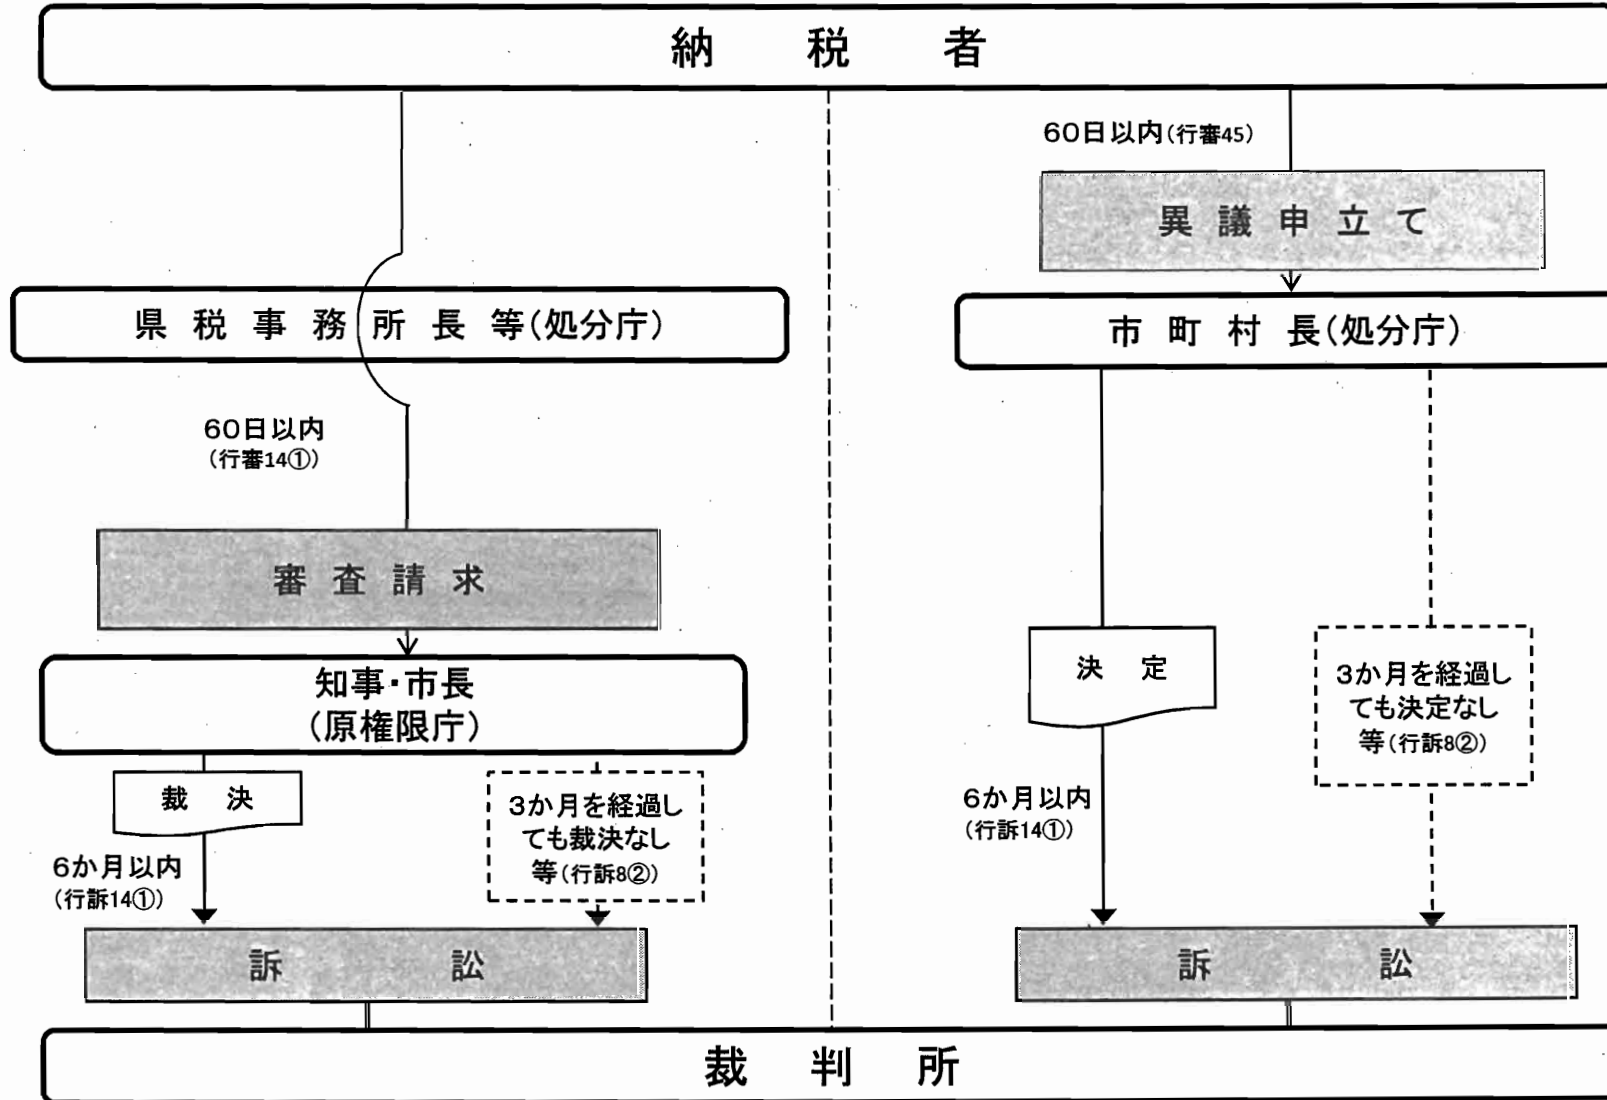 納税者
60日以内(行審45)
異議申立て
県税事務所長等(処分庁)
市町村長(処分庁)
60日以内
(行審14①)
審査請求
知事・市長
(原権限庁)
裁決
3か月を経過し
ても裁決なし
等(行訴8②)
6か月以内
(行訴14①)
決定
3か月を経過し
ても決定なし
等(行訴8②)
6か月以内
(行訴14①)
訴訟
訴訟
裁判所